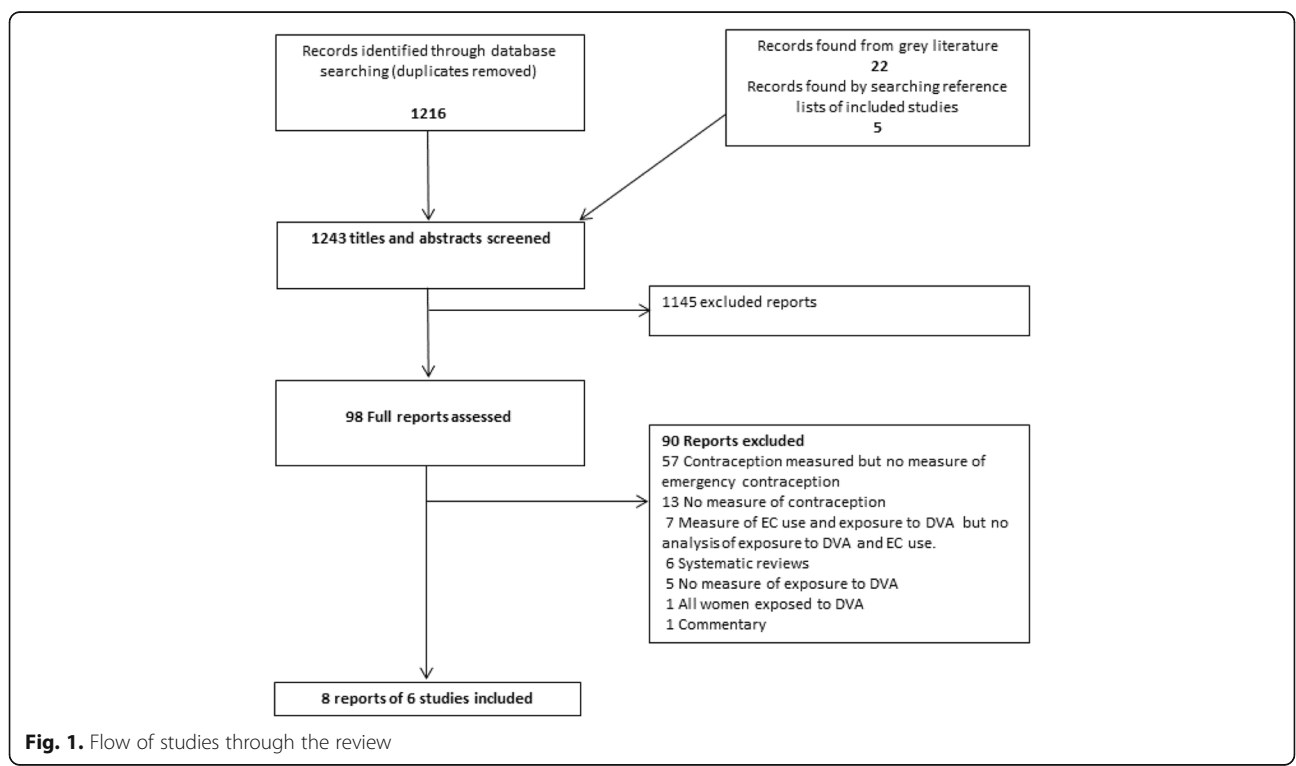 Records identified through database
searching (duplicates removed)
1216
Records found from grey literature
22
Records found by searching reference
lists of included studies
5
1243 titles and abstracts screened
1145 excluded reports
98 Full reports assessed
90 Reports excluded
57 Contraception measured but no measure of
emergency contraception
13 No measure of contraception
7 Measure of EC use and exposure to DVA but no
analysis of exposure to DVA and EC use.
6 Systematic reviews
5 No measure of exposure to DVA
1 All women exposed to DVA
1 Commentary
8 reports of 6 studies included
Fig. 1. Flow of studies through the review